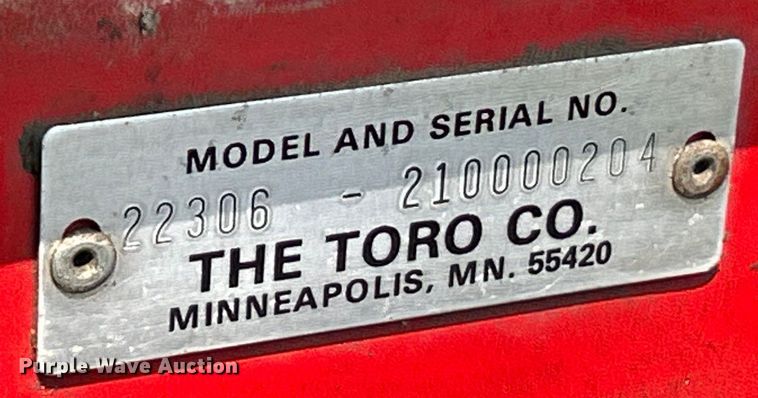 MODEL AND SERIAL NO.
22306 - 210000204
THE TORO CO.
MINNEAPOLIS, MN. 55420
Purple Wave Auction